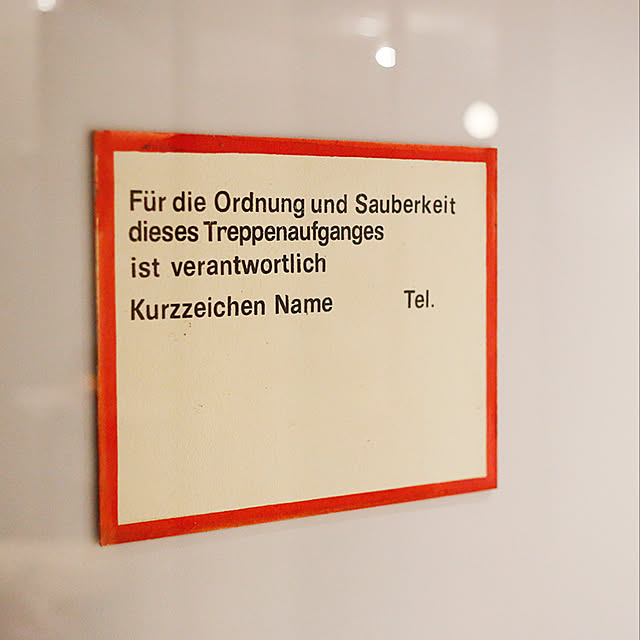 Für die Ordnung und Sauberkeit
dieses Treppenaufganges
ist verantwortlich
Kurzzeichen Name Tel.